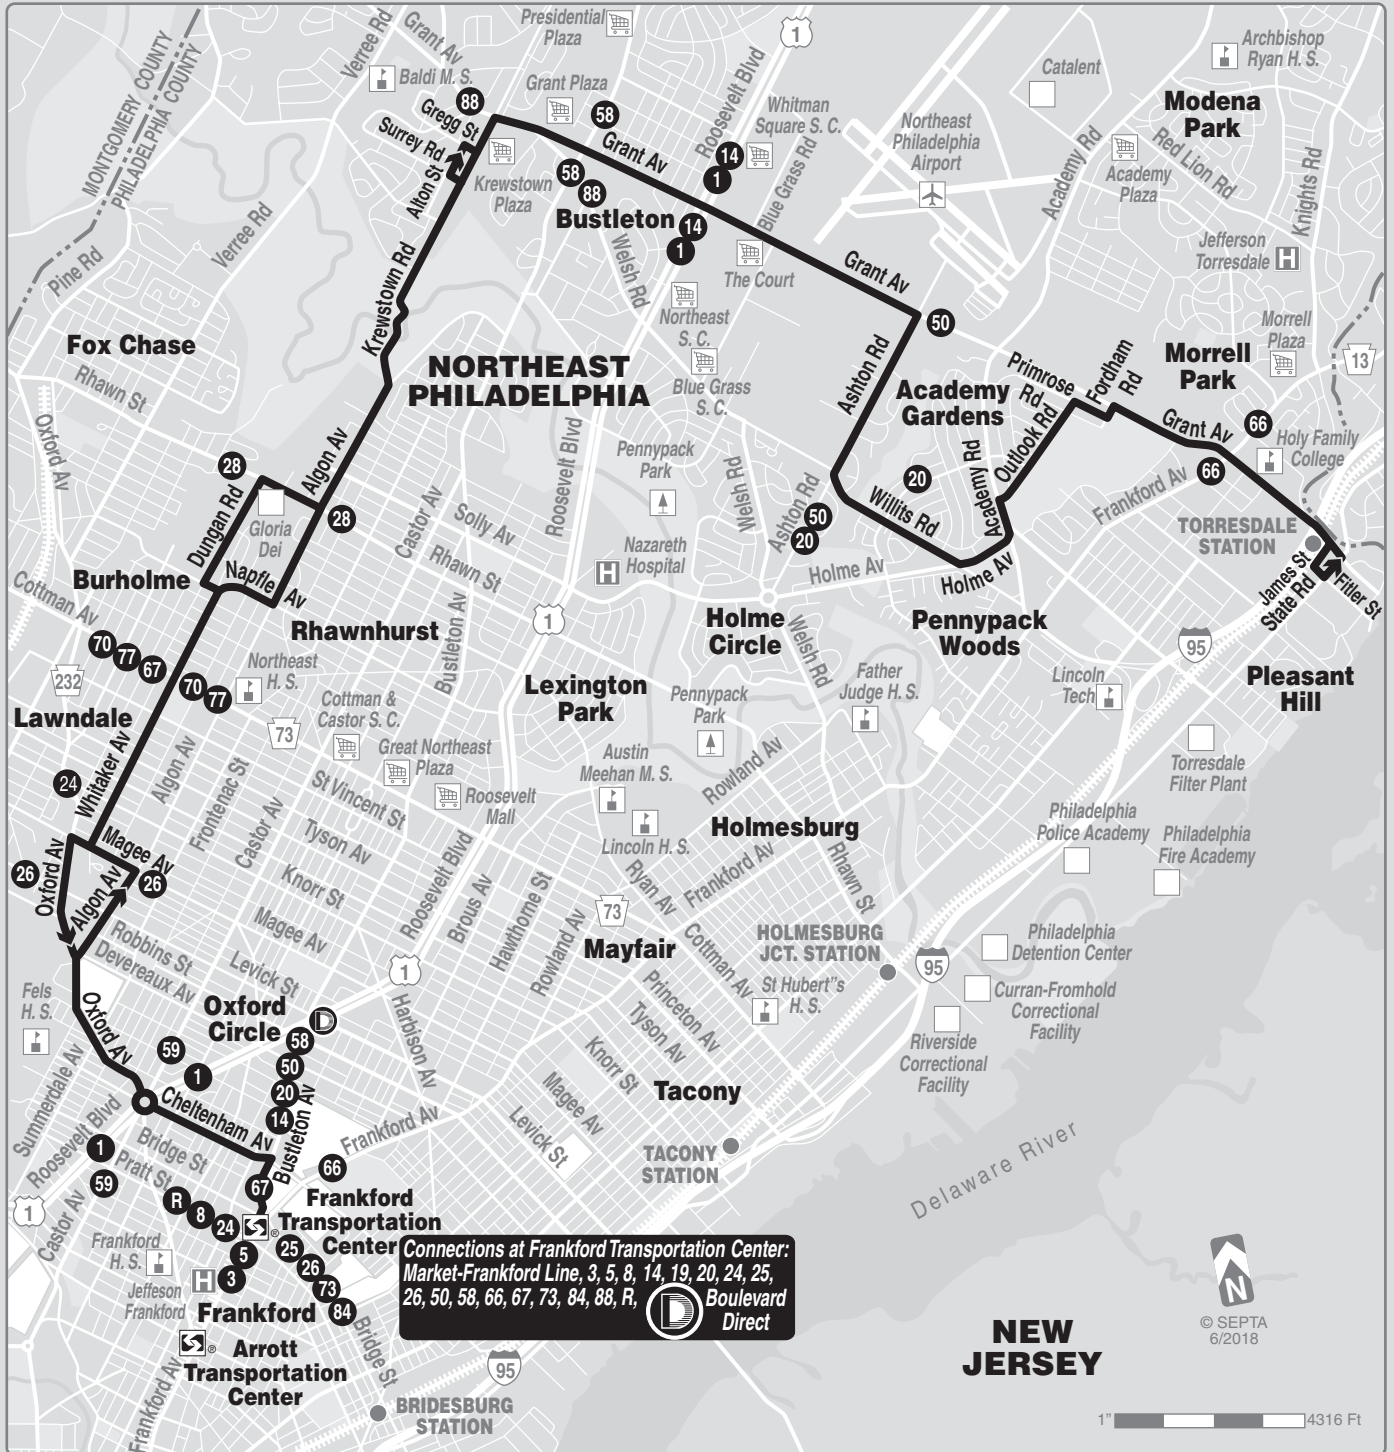 MONTGOMERY COUNTY
PHILADELPHIA COUNTY
Verree Rd
Grant Av
Presidential
Plaza
1
Baldi M. S.
Grant Plaza
Roosevelt Blvd
Catalent
Archbishop
Ryan H. S.
88
Gregg St
58
Grant Av
Whitman
Square S. C.
Northeast
Philadelphia
Airport
Modena
Park
Surrey Rd
Krewstown
Plaza
58
88
14
1
Blue Grass Rd
Academy Rd
Academy
Plaza
Red Lion Rd
Knights Rd
Alton St
Bustleton
14
1
Pine Rd
Verree Rd
Krewstown Rd
Welsh Rd
The Court
Grant Av
Jefferson
Torresdale
H
Northeast
S. C.
50
Morrell
Plaza
Fox Chase
NORTHEAST
PHILADELPHIA
Blue Grass
S. C.
Ashton Rd
Academy
Gardens
Primrose
Rd
Fordham
Rd
Morrell
Park
13
Rhawn St
Outlook Rd
Grant Av
66
Holy Family
College
Oxford Av
Algon Av
Roosevelt Blvd
Pennypack
Park
Welsh Rd
Academy Rd
66
28
Dungan Rd
Gloria
Dei
28
Castor Av
Solly Av
Ashton Rd
50
20
20
Willits Rd
Frankford Av
TORRESDALE
STATION
Burholme
Napfle Av
Rhawn St
Nazareth
Hospital
H
Holme Av
Holme Av
James St
State Rd
Fitler St
Cottman Av
Rhawnhurst
Bustleton Av
1
Holme
Circle
Welsh Rd
Pennypack
Woods
95
70
77
67
232
70
77
Northeast
H. S.
Lexington
Park
Pennypack
Park
Father
Judge H. S.
Lincoln
Tech
Pleasant
Hill
Lawndale
73
Cottman &
Castor S. C.
Great Northeast
Plaza
Austin
Meehan M. S.
Rowland Av
Torresdale
Filter Plant
24
Whitaker Av
Algon Av
Frontenac St
Castor Av
St Vincent St
Roosevelt
Mall
Lincoln H. S.
Holmesburg
Philadelphia
Police Academy
Philadelphia
Fire Academy
26
Oxford Av
Magee Av
Algon Av
26
Tyson Av
Knorr St
Roosevelt Blvd
Brous Av
Hawthorne St
Rowland Av
Ryan Av
Frankford Av
Rhawn St
73
Mayfair
Cottman Av
HOLMESBURG
JCT. STATION
Robbins St
Devereaux Av
Magee Av
Levick St
1
95
Philadelphia
Detention Center
Fels
H. S.
Oxford Av
Oxford
Circle
D
Harbison Av
Princeton Av
Tyson Av
St Hubert"s
H. S.
Curran-Fromhold
Correctional
Facility
58
50
20
14
59
1
Knorr St
Riverside
Correctional
Facility
Summerdale Av
Cheltenham Av
Bustleton Av
Magee Av
Tacony
Roosevelt Blvd
1
Bridge St
Pratt St
Frankford Av
Levick St
TACONY
STATION
Delaware River
59
66
1
Castor Av
R
8
24
67
®
Frankford
Transportation
Center
Frankford
H. S.
5
3
25
26
73
84
Connections at Frankford Transportation Center:
Market-Frankford Line, 3, 5, 8, 14, 19, 20, 24, 25,
26, 50, 58, 66, 67, 73, 84, 88, R, D Boulevard
Direct
Jeffeson
Frankford
H
Frankford
®
Arrott
Transportation
Center
Bridge St
Frankford Av
95
BRIDESBURG
STATION
NEW
JERSEY
N
© SEPTA
6/2018
1" 4316 Ft